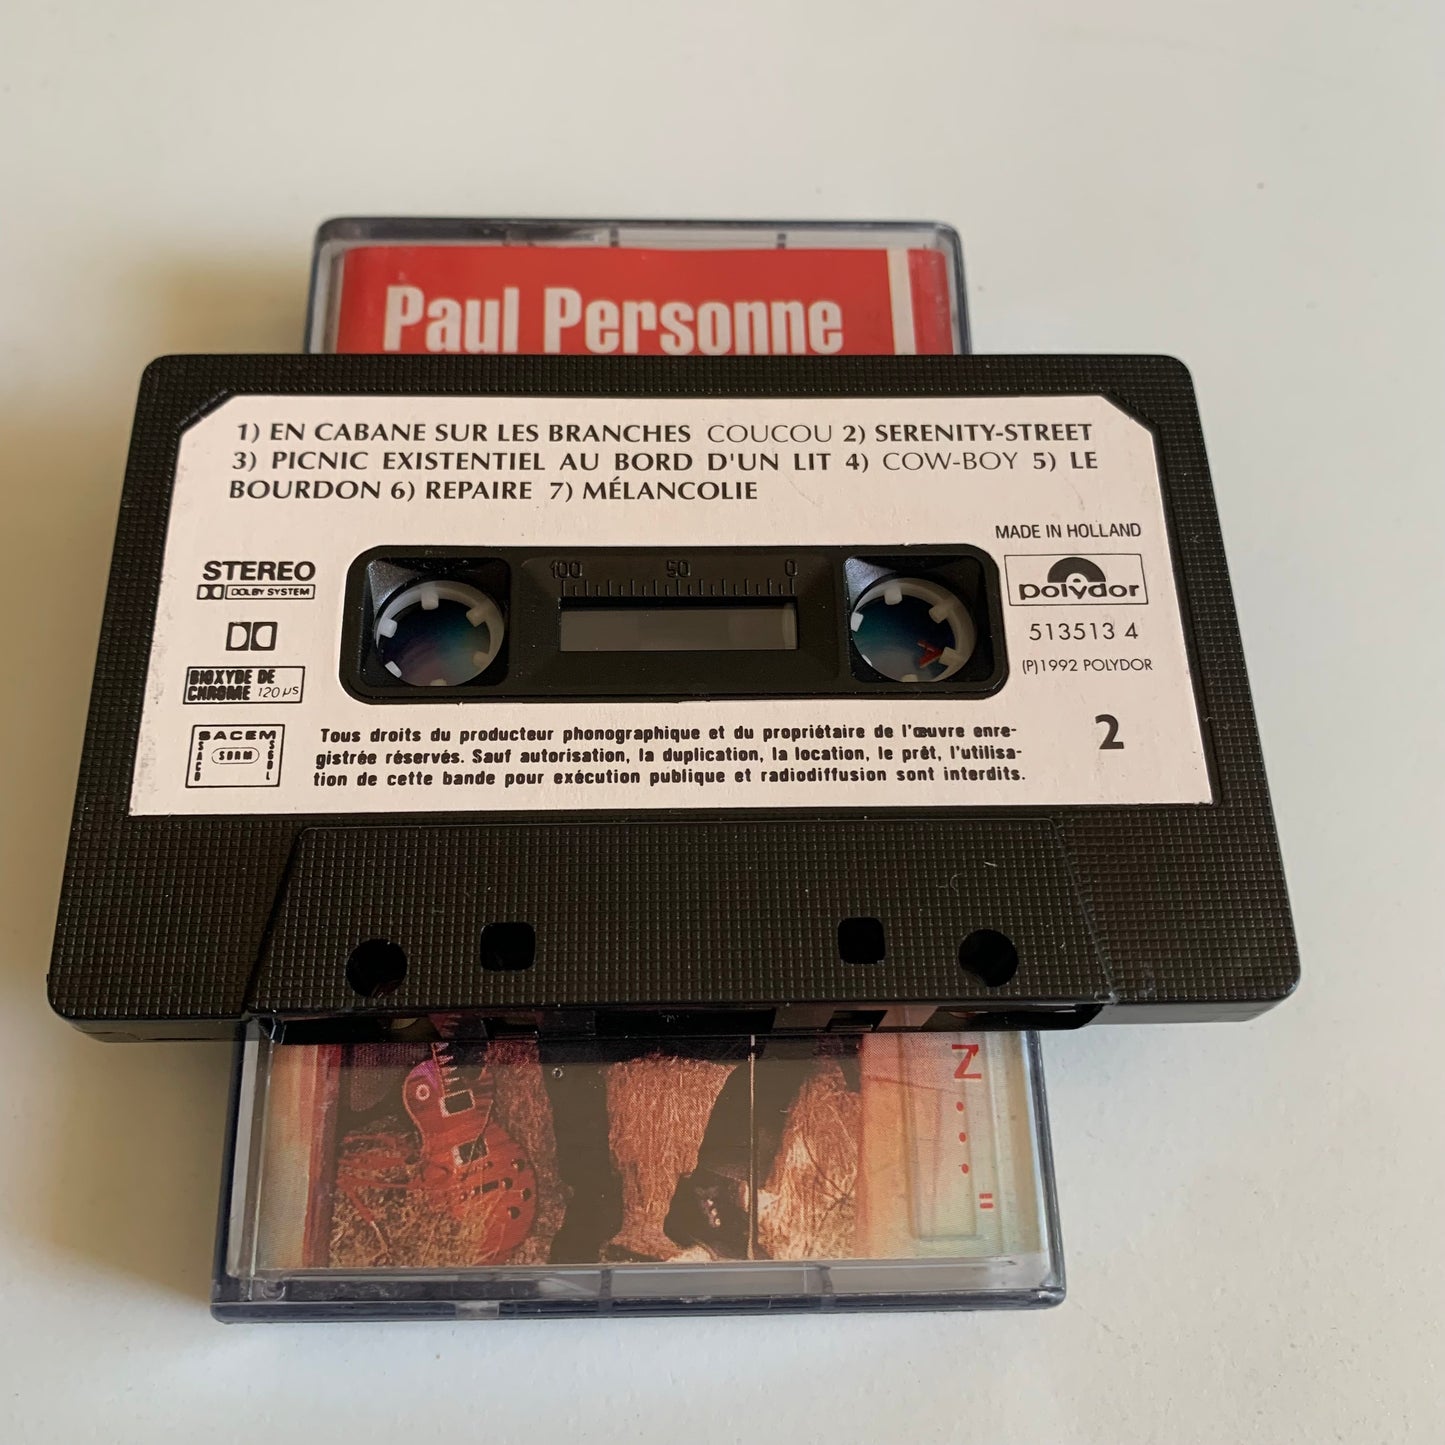 Paul Personne
1) EN CABANE SUR LES BRANCHES COUCOU 2) SERENITY-STREET
3) PICNIC EXISTENTIEL AU BORD D'UN LIT 4) COW-BOY 5) LE
BOURDON 6) REPAIRE 7) MÉLANCOLIE
MADE IN HOLLAND
STEREO
DOLBY SYSTEM
100 50 0
polydor
513513 4
(P)1992 POLYDOR
BIOXYDE DE
CHROME 120 µs
SACEM
SACD SDRM SGDL
Tous droits du producteur phonographique et du propriétaire de l'œuvre enre-
gistrée réservés. Sauf autorisation, la duplication, la location, le prêt, l'utilisa-
tion de cette bande pour exécution publique et radiodiffusion sont interdits.
2
Z...=